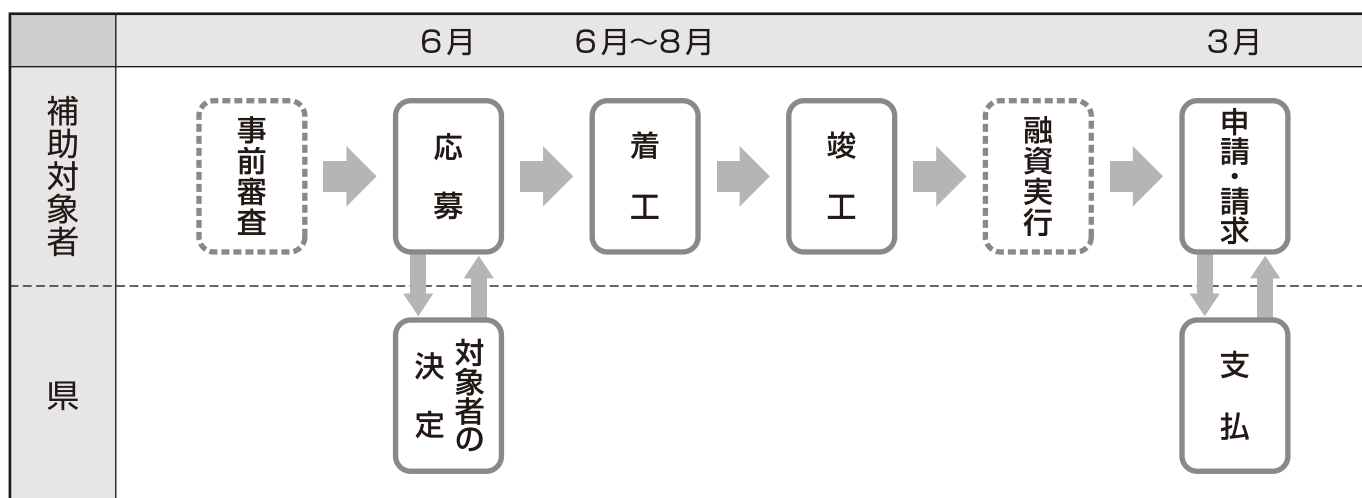 6月
6月〜8月
3月
補助対象者
事前審査
応募
着工
竣工
融資実行
申請・請求
県
対象者の
決定
支払